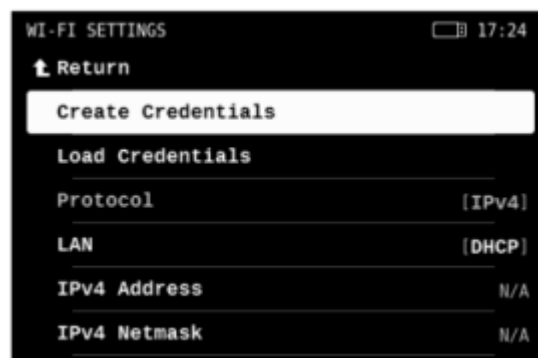 WI-FI SETTINGS 17:24
Return
Create Credentials
Load Credentials
Protocol [IPv4]
LAN [DHCP]
IPv4 Address N/A
IPv4 Netmask N/A